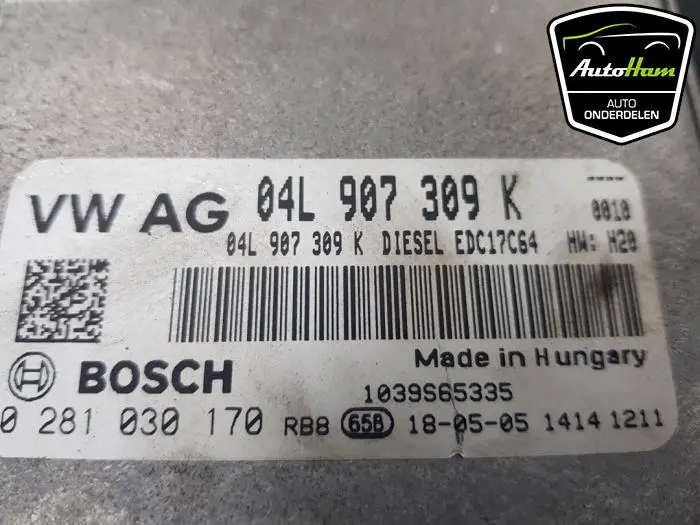 AutoHam
AUTO
ONDERDELEN
VW AG 04L 907 309 K ----
0010
04L 907 309 K DIESEL EDC17C64 HW: H20
Made in Hungary
BOSCH
1039S65335
0 281 030 170 RB8 65B 18-05-05 1414 1211